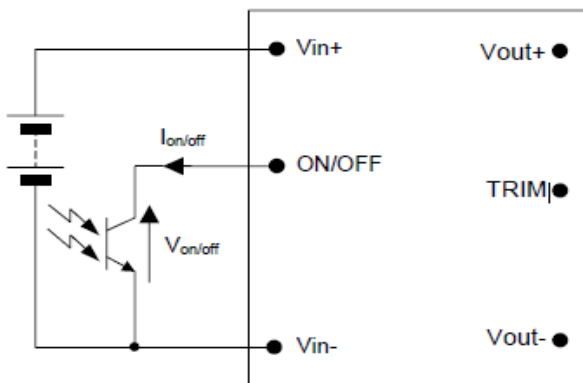 Vin+
Vout+
Ion/off
ON/OFF
TRIM
Von/off
Vin-
Vout-